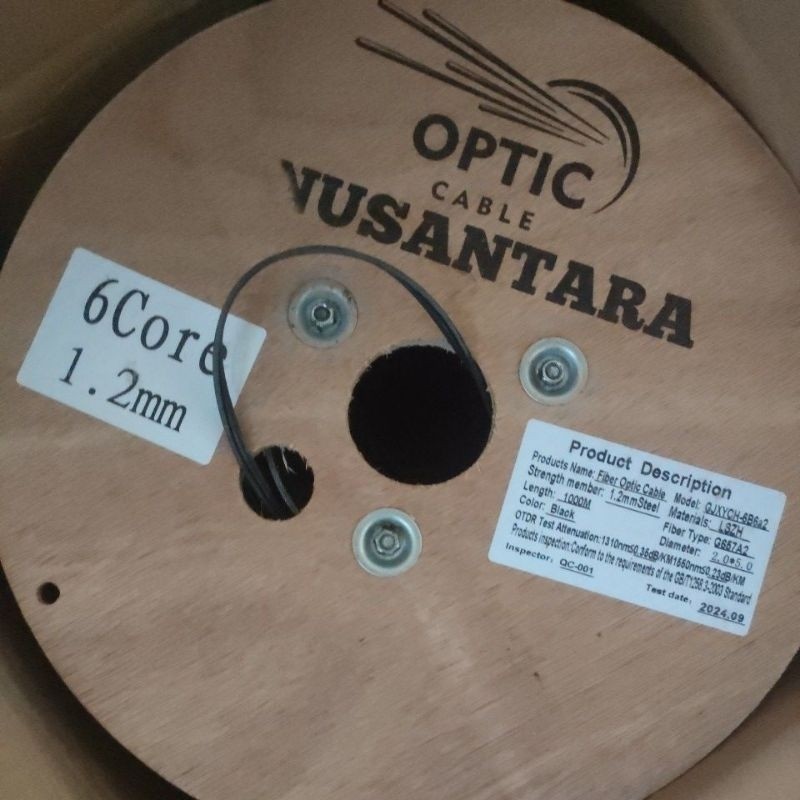 OPTIC
CABLE
NUSANTARA
6Core
1.2mm
Product Description
Products Name: Fiber Optic Cable Model: GJXYCH-6B6a2
Strength member: 1.2mmSteel Materials: LSZH
Length: 1000M Fiber Type: G657A2
Color: Black Diameter: 2.0*5.0
OTDR Test Attenuation:1310nm≤0.35dB/KM1550nm≤0.23dB/KM
Products inspection:Conform to the requirements of the GB/T1258.3-2003 Standard
Inspector: QC-001 Test date: 2024.09